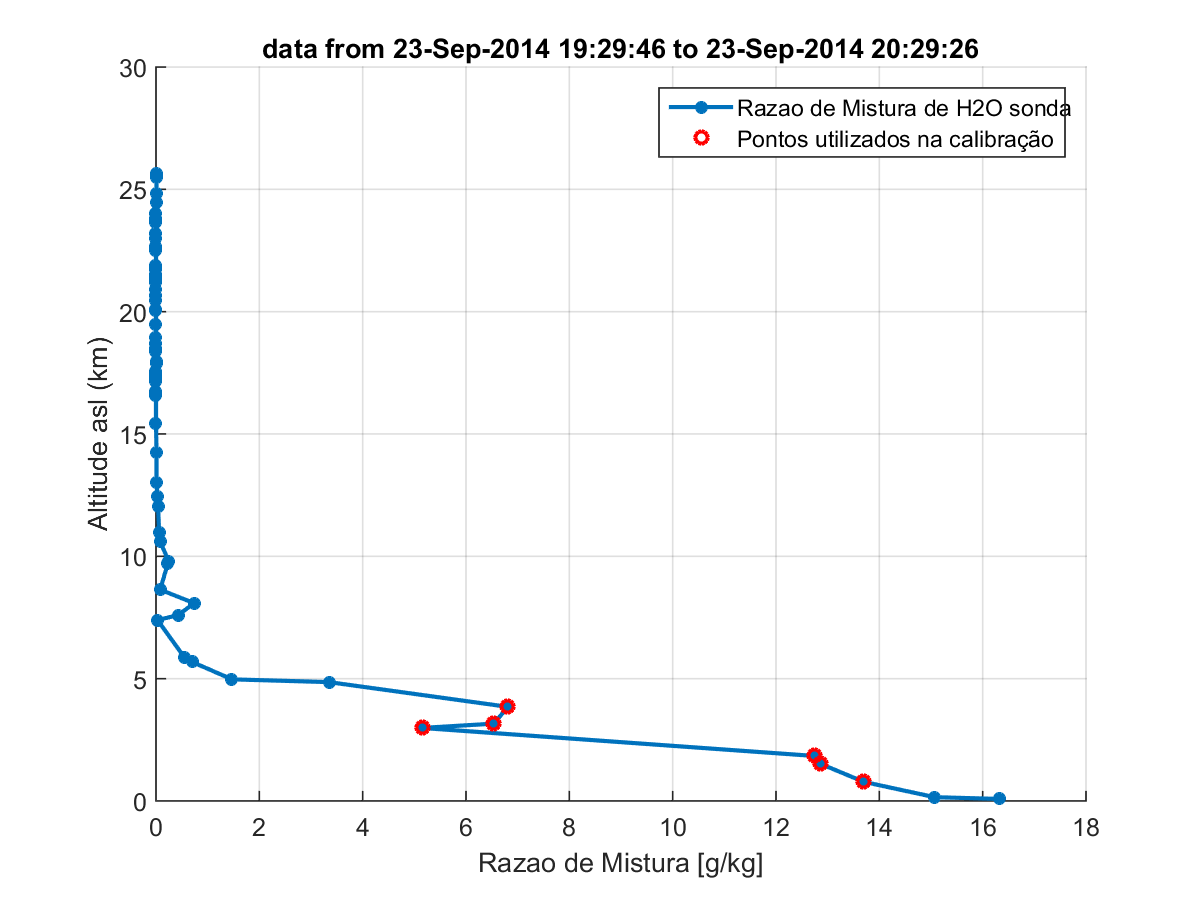 data from 23-Sep-2014 19:29:46 to 23-Sep-2014 20:29:26
Razao de Mistura de H2O sonda
Pontos utilizados na calibração
30
25
20
15
10
5
0
Altitude asl (km)
0 2 4 6 8 10 12 14 16 18
Razao de Mistura [g/kg]